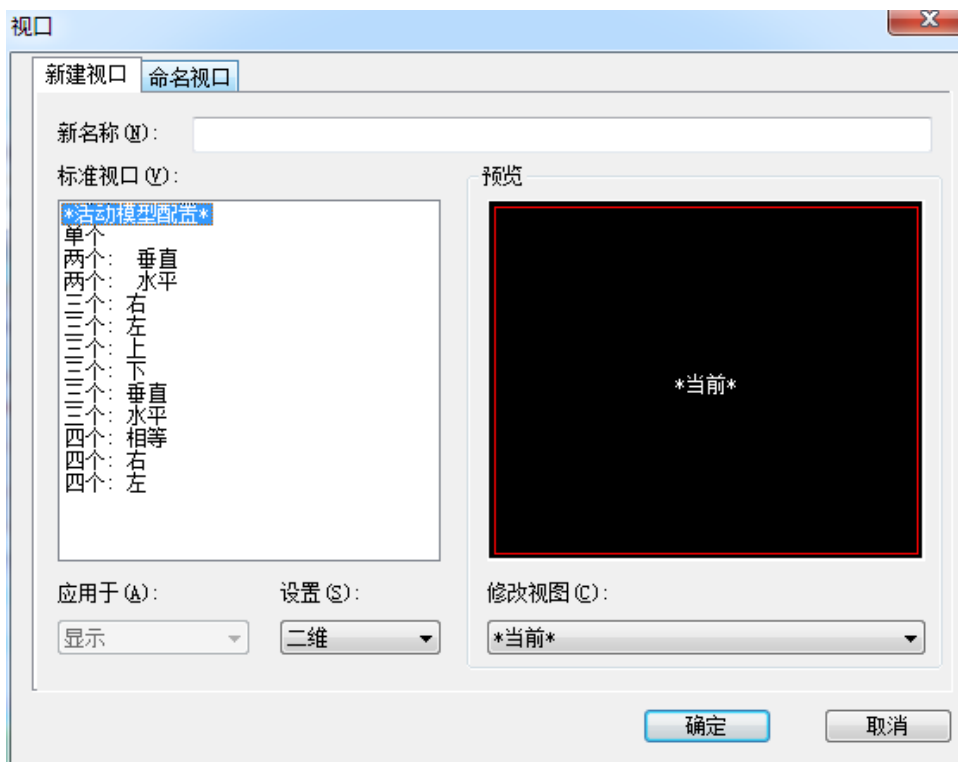 视口
X
新建视口 命名视口
新名称(N):
标准视口(V):
*活动模型配置*
单个
两个: 垂直
两个: 水平
三个: 右
三个: 左
三个: 上
三个: 下
三个: 垂直
三个: 水平
四个: 相等
四个: 右
四个: 左
预览
*当前*
应用于(A):
显示
设置(S):
二维
修改视图(C):
*当前*
确定 取消